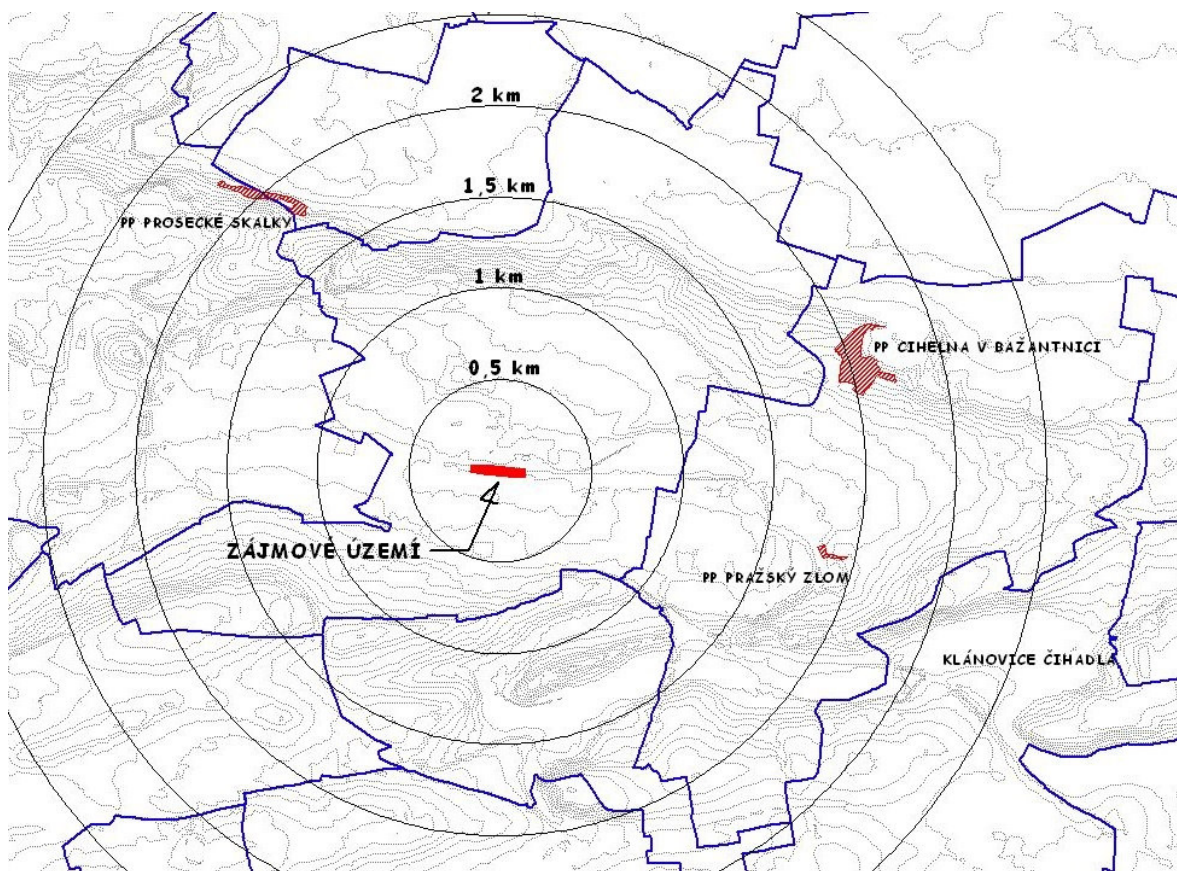 2 km
1,5 km
PP PROSECKÉ SKALKY
1 km
PP CIHELNA V BAŽANTNICI
0,5 km
ZÁJMOVÉ ÚZEMÍ
PP PRAŽSKÝ ZLOM
KLÁNOVICE ČIHADLA